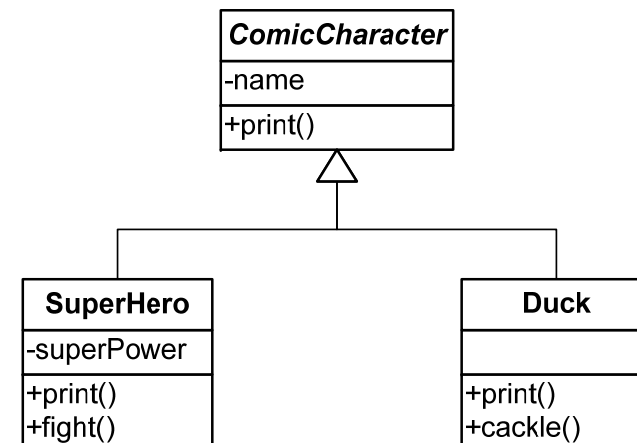 ComicCharacter
-name
+print()
SuperHero
-superPower
+print()
+fight()
Duck
+print()
+cackle()